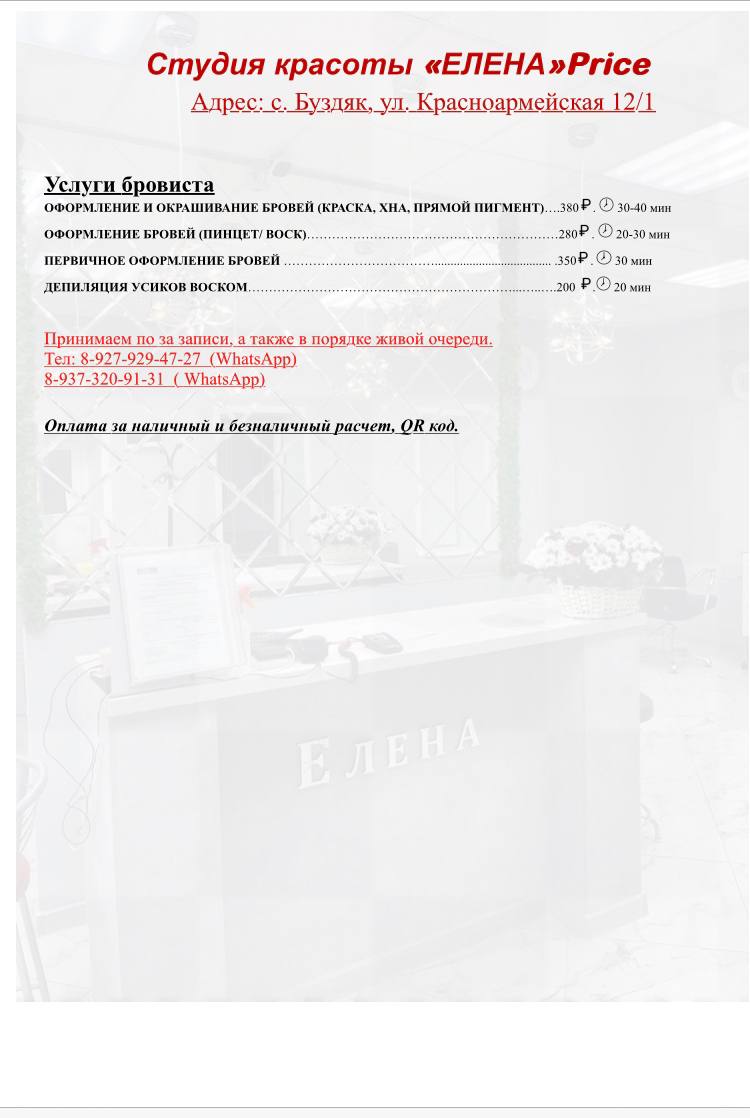 Студия красоты «ЕЛЕНА»Price
Адрес: с. Буздяк, ул. Красноармейская 12/1
Услуги бровиста
ОФОРМЛЕНИЕ И ОКРАШИВАНИЕ БРОВЕЙ (КРАСКА, ХНА, ПРЯМОЙ ПИГМЕНТ)….380₽. 30-40 мин
ОФОРМЛЕНИЕ БРОВЕЙ (ПИНЦЕТ/ ВОСК)……………………………………………………280₽. 20-30 мин
ПЕРВИЧНОЕ ОФОРМЛЕНИЕ БРОВЕЙ ………………………………...................................... .350₽. 30 мин
ДЕПИЛЯЦИЯ УСИКОВ ВОСКОМ…………………………………………………………..…..….200 ₽. 20 мин
Принимаем по за записи, а также в порядке живой очереди.
Тел: 8-927-929-47-27 (WhatsApp)
8-937-320-91-31 ( WhatsApp)
Оплата за наличный и безналичный расчет, QR код.
ЕЛЕНА